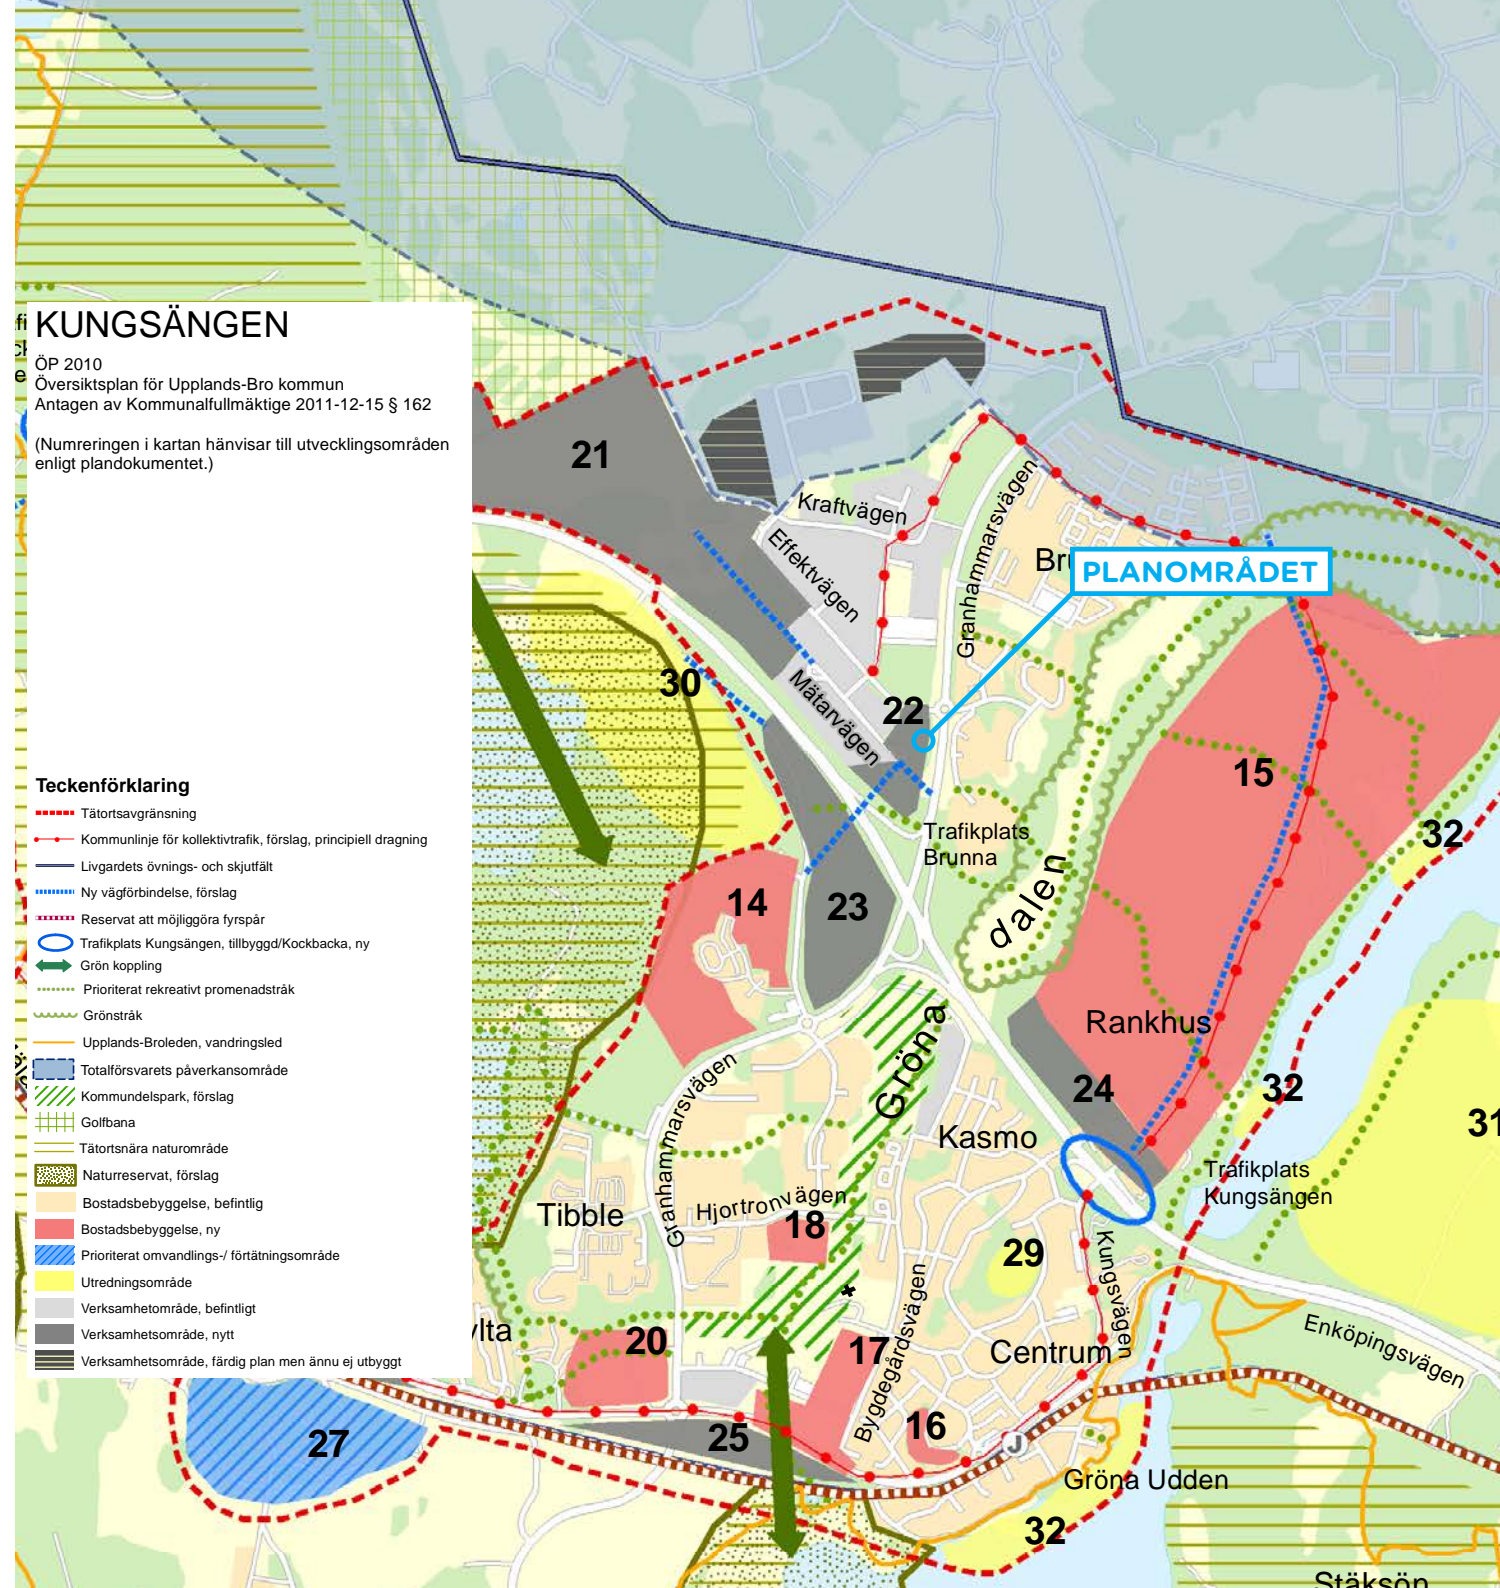 KUNGSÄNGEN
ÖP 2010
Översiktsplan för Upplands-Bro kommun
Antagen av Kommunalfullmäktige 2011-12-15 § 162
(Numreringen i kartan hänvisar till utvecklingsområden
enligt plandokumentet.)
21
Kraftvägen
Effektvägen
Granhammarsvägen
PLANOMRÅDET
30
Mätarvägen
22
15
Trafikplats
Brunna
32
14
23
dalen
Gröna
Rankhus
24
32
31
Kasmo
Trafikplats
Kungsängen
Granhammarsvägen
Tibble
Hjortronvägen
18
29
Kungsvägen
Bygdegårdsvägen
Enköpingsvägen
20
17
Centrum
25
16
J
27
Gröna Udden
32
Stäksön
Teckenförklaring
Tätortsavgränsning
Kommunlinje för kollektivtrafik, förslag, principiell dragning
Livgardets övnings- och skjutfält
Ny vägförbindelse, förslag
Reservat att möjliggöra fyrspår
Trafikplats Kungsängen, tillbyggd/Kockbacka, ny
Grön koppling
Prioriterat rekreativt promenadstråk
Grönstråk
Upplands-Broleden, vandringsled
Totalförsvarets påverkansområde
Kommundelspark, förslag
Golfbana
Tätortsnära naturområde
Naturreservat, förslag
Bostadsbebyggelse, befintlig
Bostadsbebyggelse, ny
Prioriterat omvandlings-/ förtätningsområde
Utredningsområde
Verksamhetområde, befintligt
Verksamhetsområde, nytt
Verksamhetsområde, färdig plan men ännu ej utbyggt